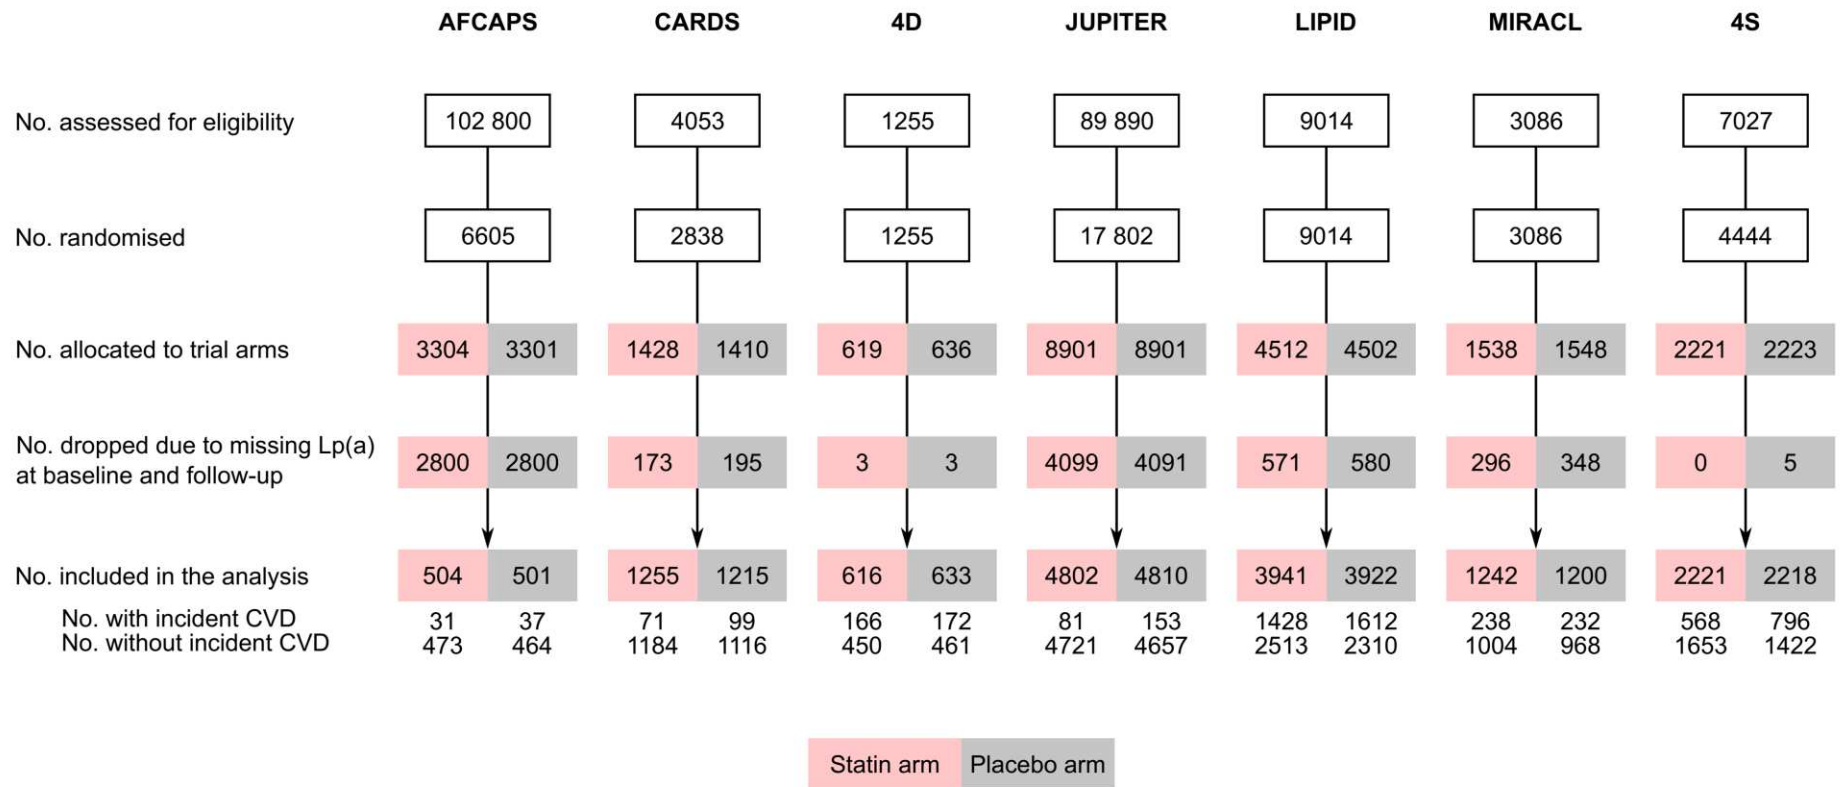 AFCAPS CARDS 4D JUPITER LIPID MIRACL 4S
No. assessed for eligibility 102 800 4053 1255 89 890 9014 3086 7027
No. randomised 6605 2838 1255 17 802 9014 3086 4444
No. allocated to trial arms 3304 3301 1428 1410 619 636 8901 8901 4512 4502 1538 1548 2221 2223
No. dropped due to missing Lp(a)
at baseline and follow-up 2800 2800 173 195 3 3 4099 4091 571 580 296 348 0 5
No. included in the analysis 504 501 1255 1215 616 633 4802 4810 3941 3922 1242 1200 2221 2218
No. with incident CVD 31 37 71 99 166 172 81 153 1428 1612 238 232 568 796
No. without incident CVD 473 464 1184 1116 450 461 4721 4657 2513 2310 1004 968 1653 1422
Statin arm Placebo arm